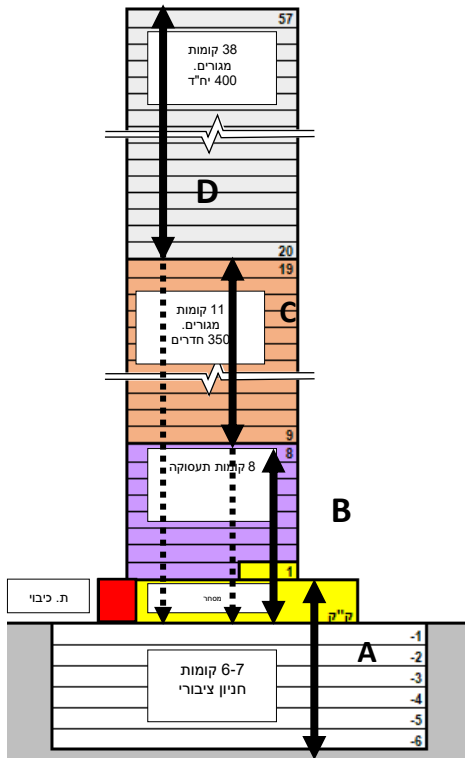 57
38 קומות
מגורים.
400 יח"ד
D
20
19
11 קומות
מגורים.
350 חדרים
C
9
8
8 קומות תעסוקה
B
1
ת. כיבוי
מסחר
ק"ק
A
-1
-2
-3
-4
-5
-6
6-7 קומות
חניון ציבורי